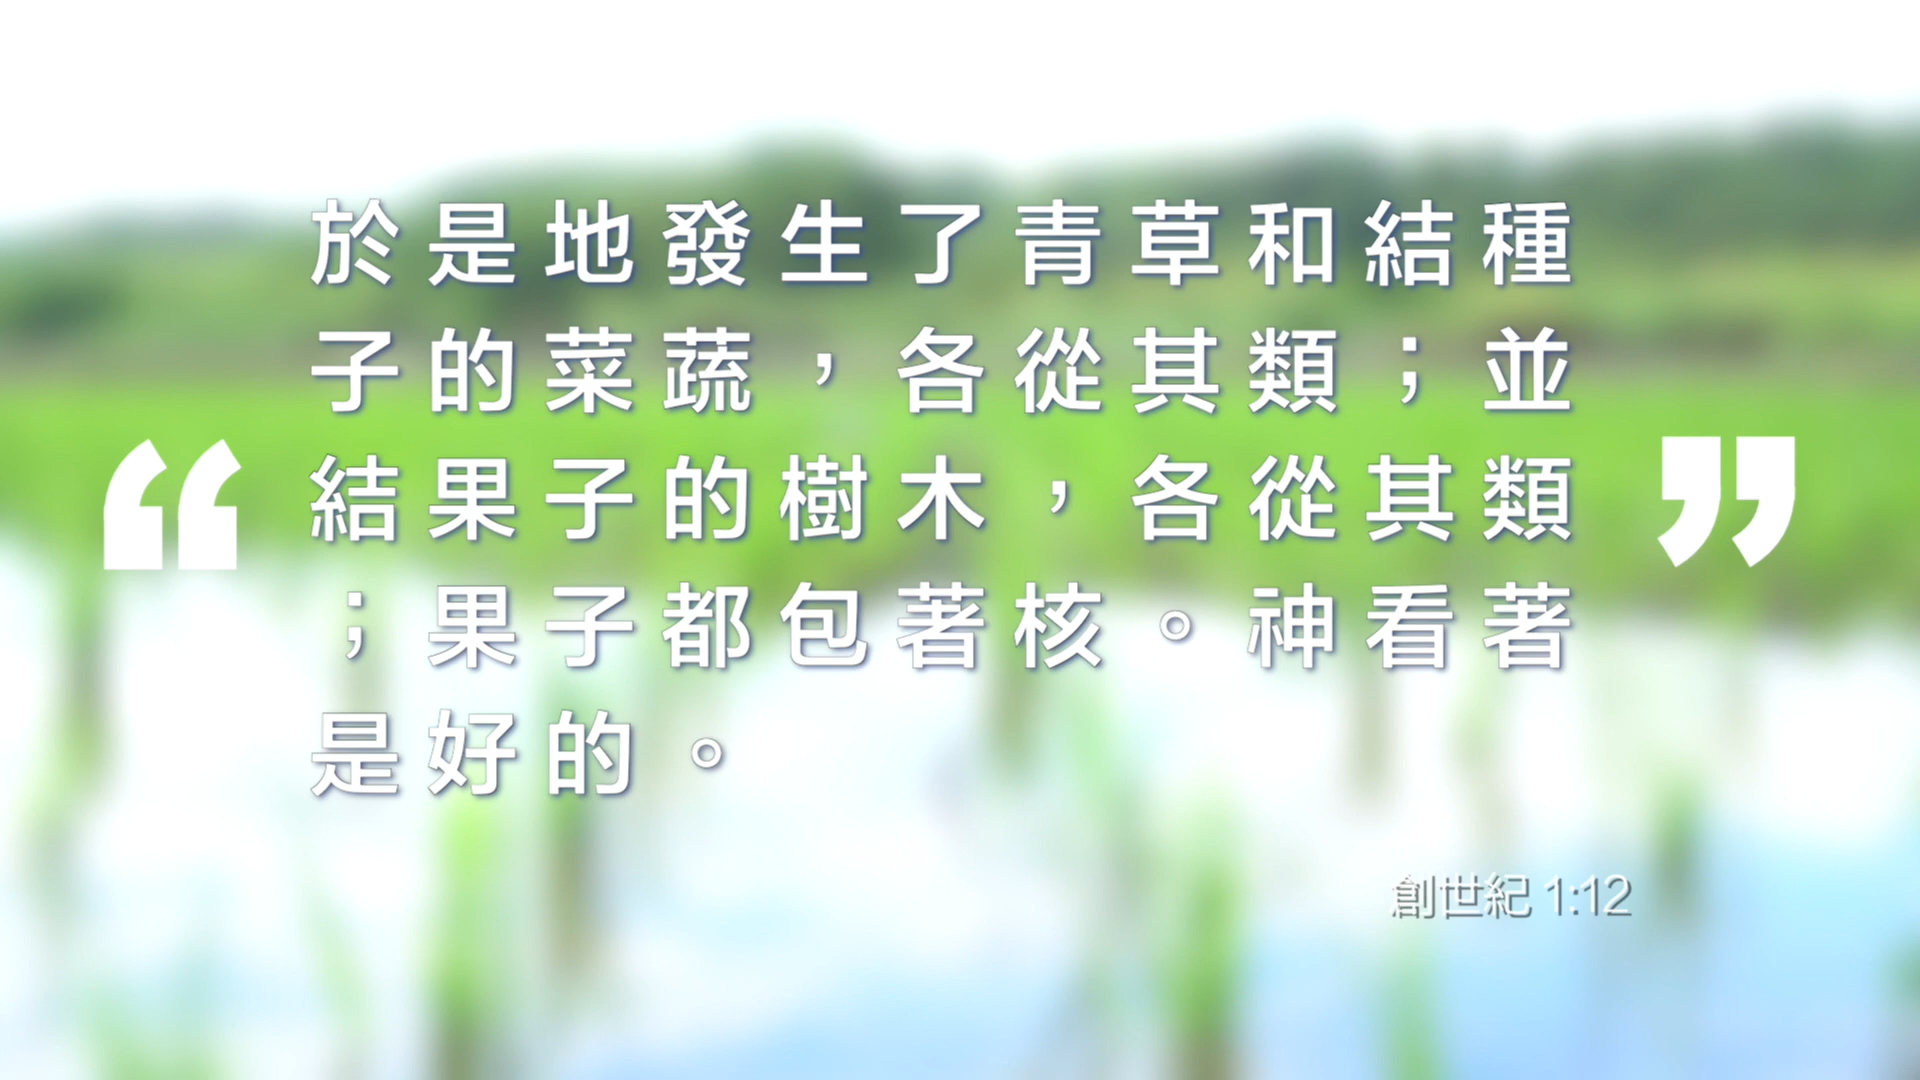 於是地發生了青草和結種
子的菜蔬，各從其類；並
“結果子的樹木，各從其類”
；果子都包著核。神看著
是好的。
創世紀 1:12